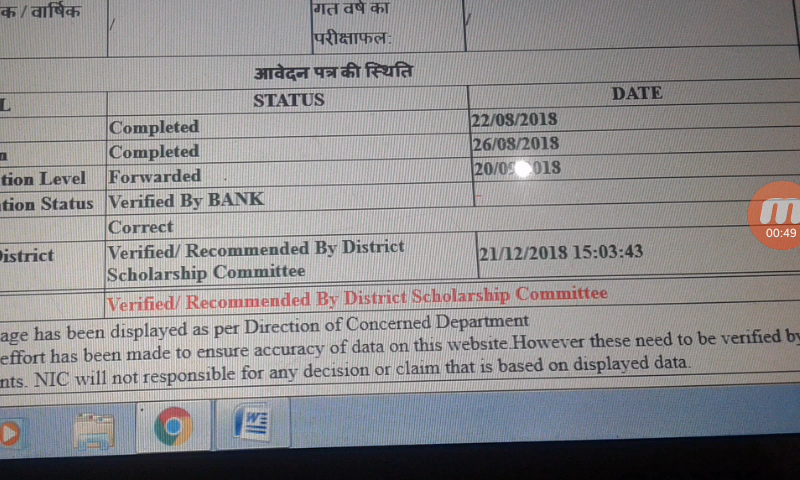 क / वार्षिक
/
गत वर्ष का
परीक्षाफल:
/
आवेदन पत्र की स्थिति
L STATUS DATE
Completed 22/08/2018
n Completed 26/08/2018
tion Level Forwarded
tion Status Verified By BANK -
Correct
District Verified/ Recommended By District
Scholarship Committee 21/12/2018 15:03:43
Verified/ Recommended By District Scholarship Committee
age has been displayed as per Direction of Concerned Department
effort has been made to ensure accuracy of data on this website.However these need to be verified by
nts. NIC will not responsible for any decision or claim that is based on displayed data.
00:49